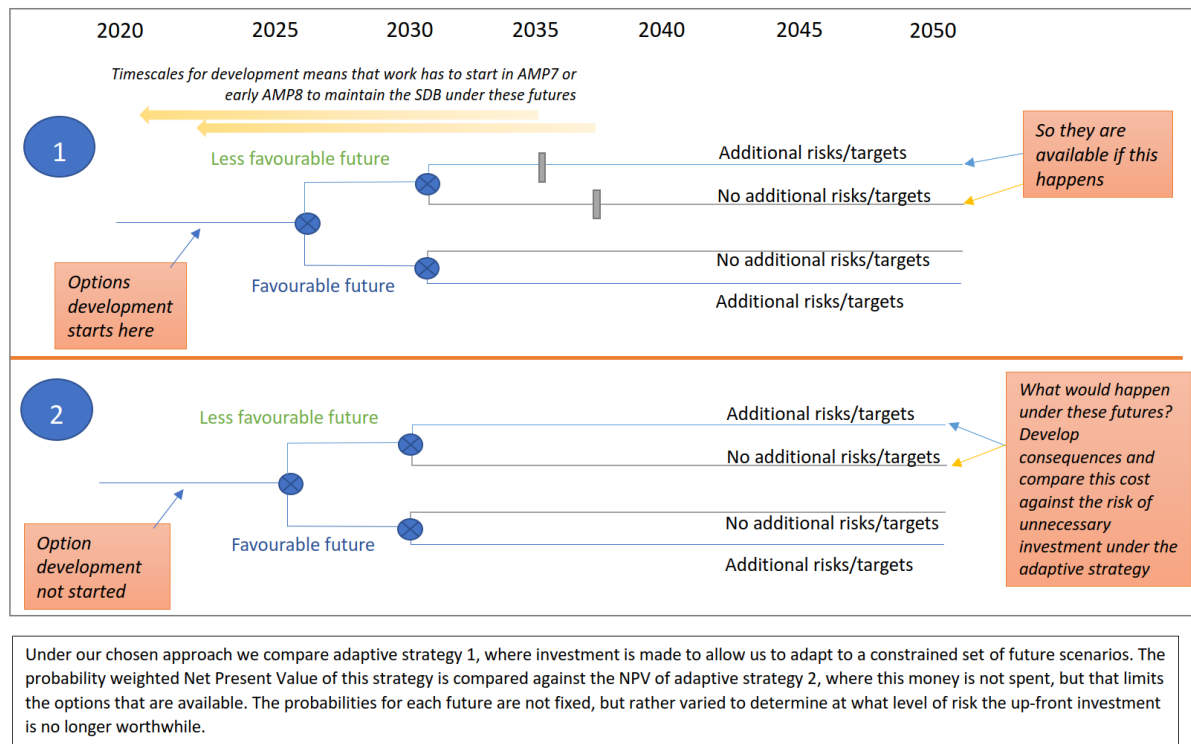 2020 2025 2030 2035 2040 2045 2050
Timescales for development means that work has to start in AMP7 or
early AMP8 to maintain the SDB under these futures
1
Less favourable future
Additional risks/targets
No additional risks/targets
So they are
available if this
happens
Options
development
starts here
Favourable future
No additional risks/targets
Additional risks/targets
2
Less favourable future
Additional risks/targets
No additional risks/targets
What would happen
under these futures?
Develop
consequences and
compare this cost
against the risk of
unnecessary
investment under the
adaptive strategy
Option
development
not started
Favourable future
No additional risks/targets
Additional risks/targets
Under our chosen approach we compare adaptive strategy 1, where investment is made to allow us to adapt to a constrained set of future scenarios. The
probability weighted Net Present Value of this strategy is compared against the NPV of adaptive strategy 2, where this money is not spent, but that limits
the options that are available. The probabilities for each future are not fixed, but rather varied to determine at what level of risk the up-front investment
is no longer worthwhile.